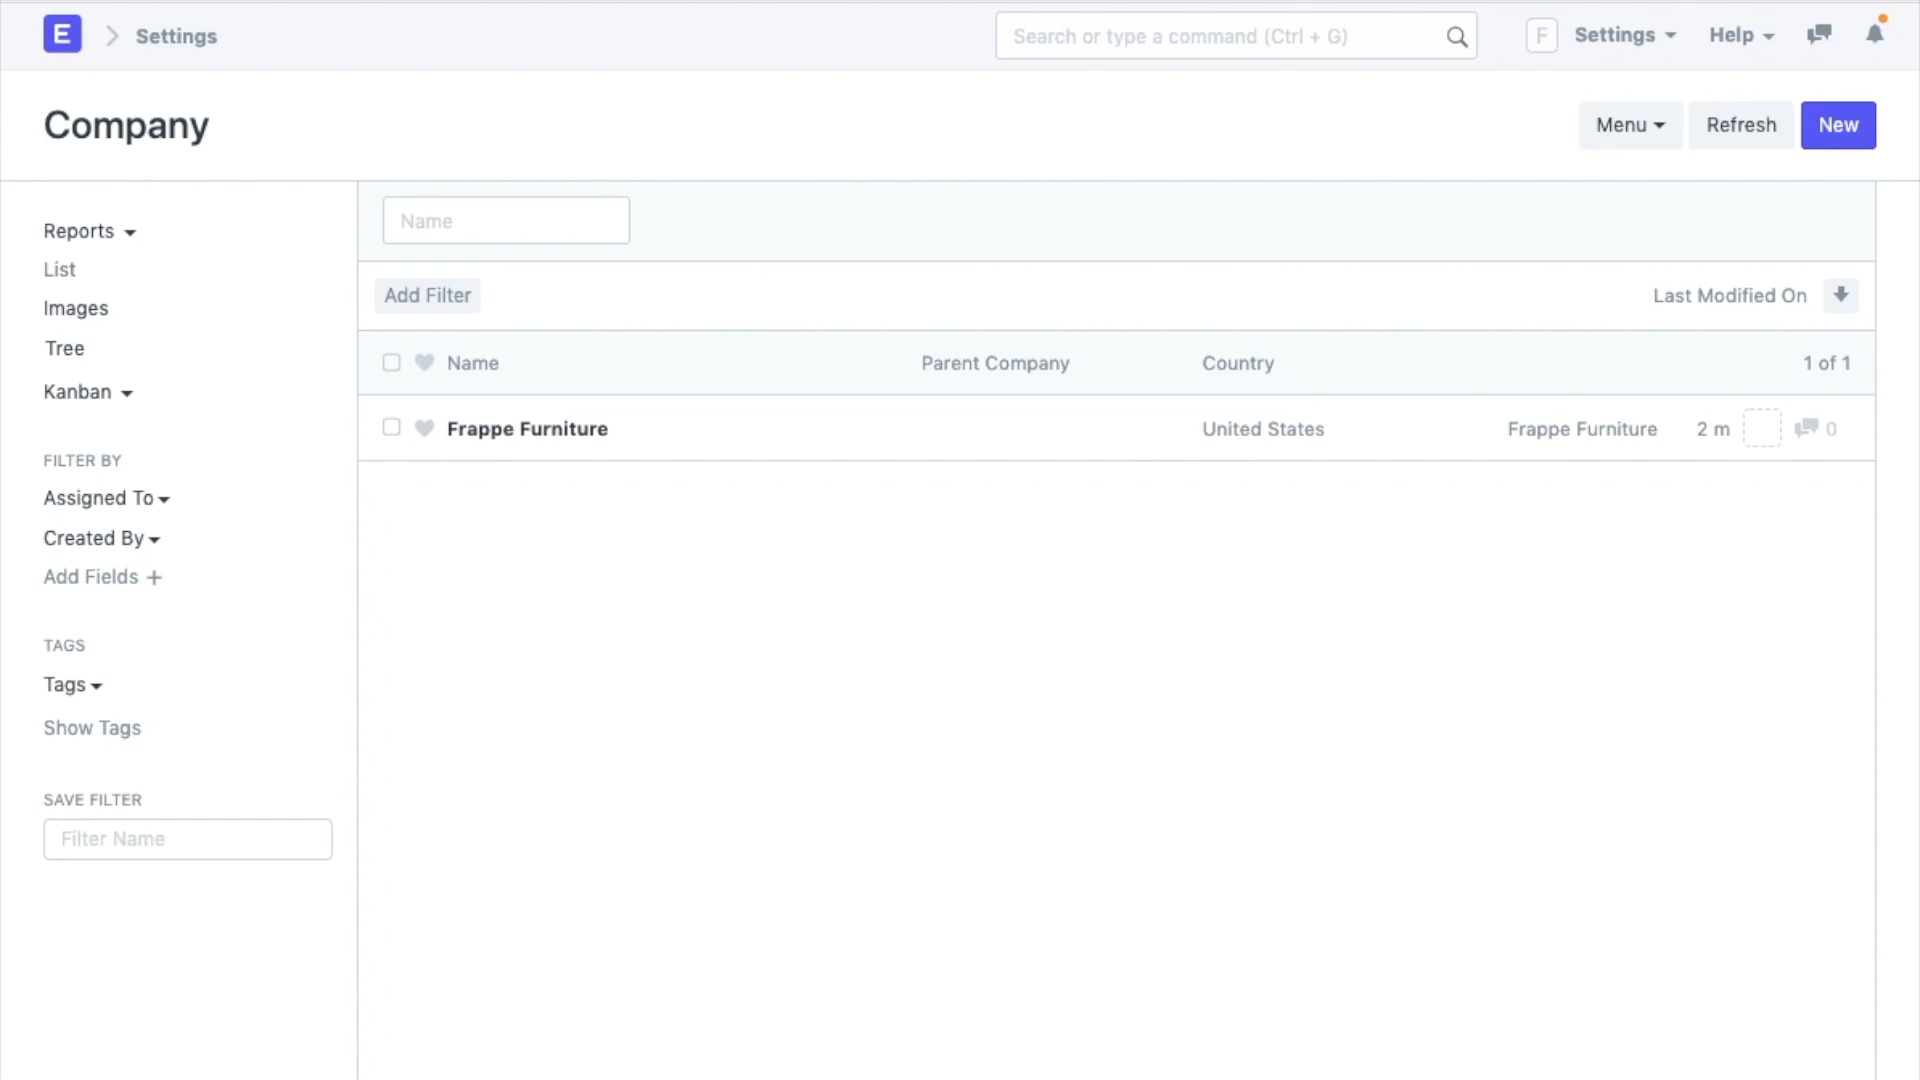 E Settings Search or type a command (Ctrl + G) F Settings Help
Company Menu Refresh New
Reports
List
Images
Tree
Kanban
FILTER BY
Assigned To
Created By
Add Fields +
TAGS
Tags
Show Tags
SAVE FILTER
Filter Name
Name
Add Filter Last Modified On
Name Parent Company Country 1 of 1
Frappe Furniture United States Frappe Furniture 2 m 0